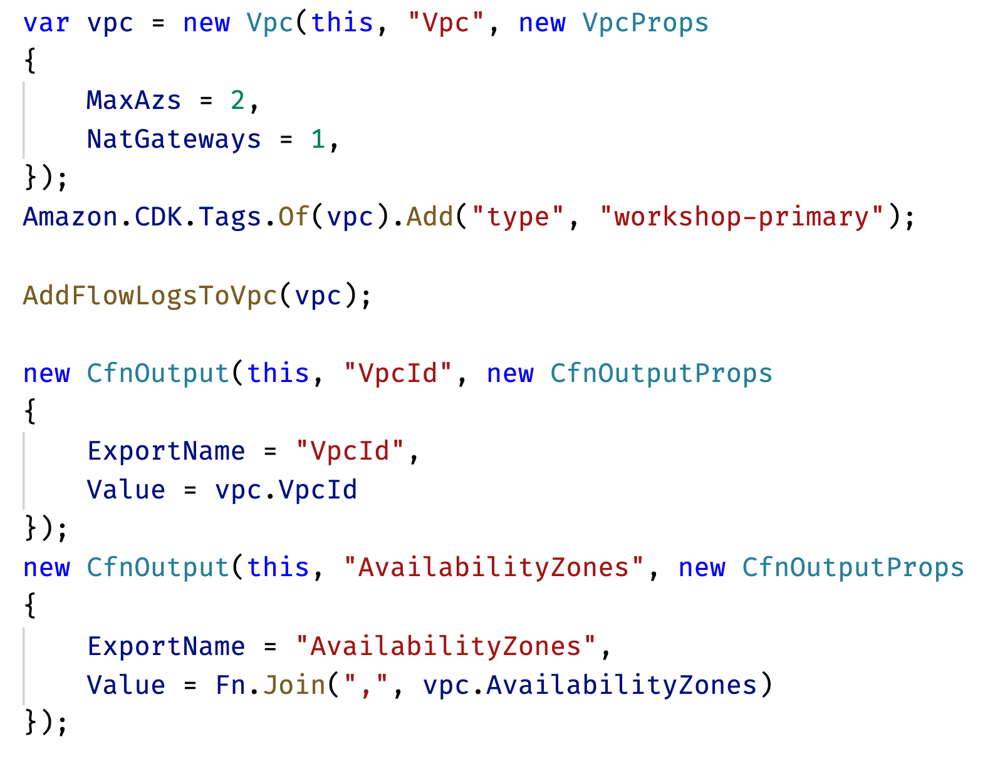 var vpc = new Vpc(this, "Vpc", new VpcProps
{
    MaxAzs = 2,
    NatGateways = 1,
});
Amazon.CDK.Tags.Of(vpc).Add("type", "workshop-primary");

AddFlowLogsToVpc(vpc);

new CfnOutput(this, "VpcId", new CfnOutputProps
{
    ExportName = "VpcId",
    Value = vpc.VpcId
});
new CfnOutput(this, "AvailabilityZones", new CfnOutputProps
{
    ExportName = "AvailabilityZones",
    Value = Fn.Join(",", vpc.AvailabilityZones)
});